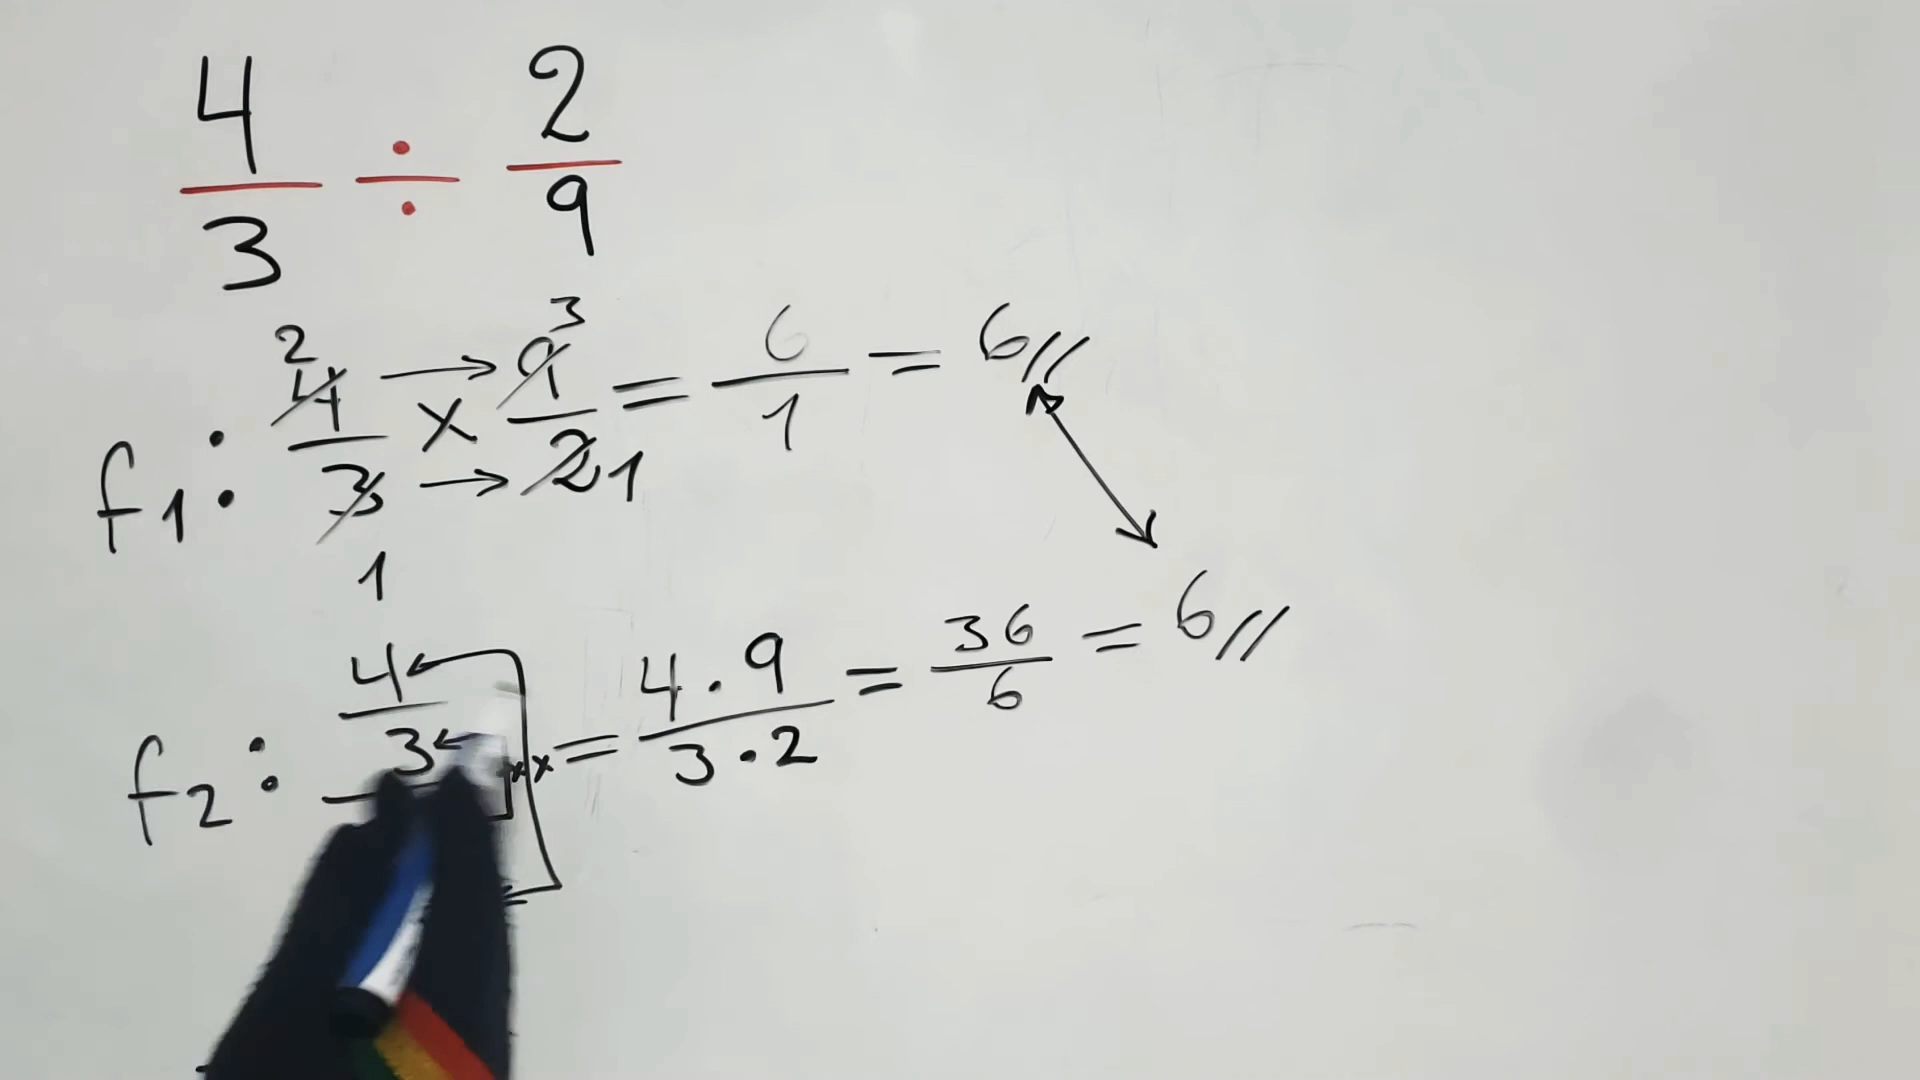 4/3 ÷ 2/9
f1: 4/3 x 9/2 = 6/1 = 6//
2 3 1 1
f2: 4/3 xx = 4·9/3·2 = 36/6 = 6//